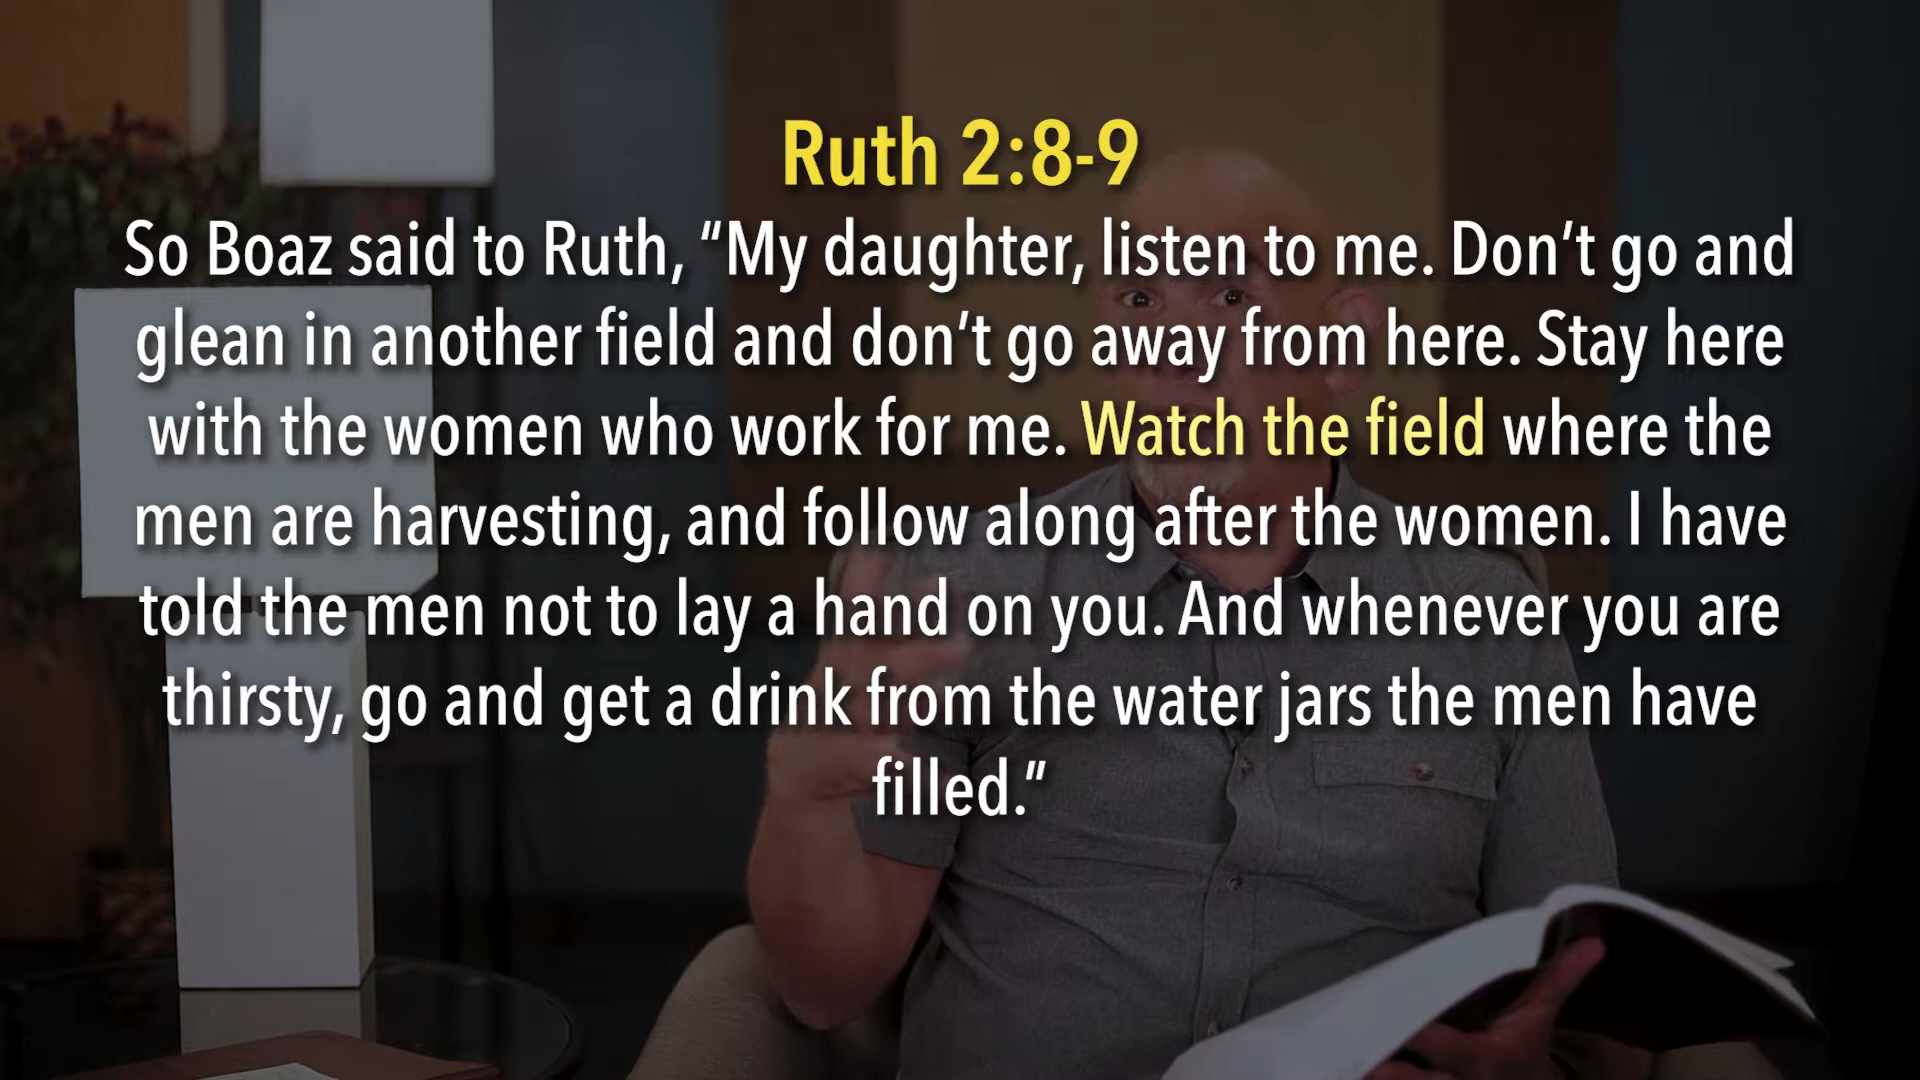 Ruth 2:8-9
So Boaz said to Ruth, “My daughter, listen to me. Don’t go and
glean in another field and don’t go away from here. Stay here
with the women who work for me. Watch the field where the
men are harvesting, and follow along after the women. I have
told the men not to lay a hand on you. And whenever you are
thirsty, go and get a drink from the water jars the men have
filled.”